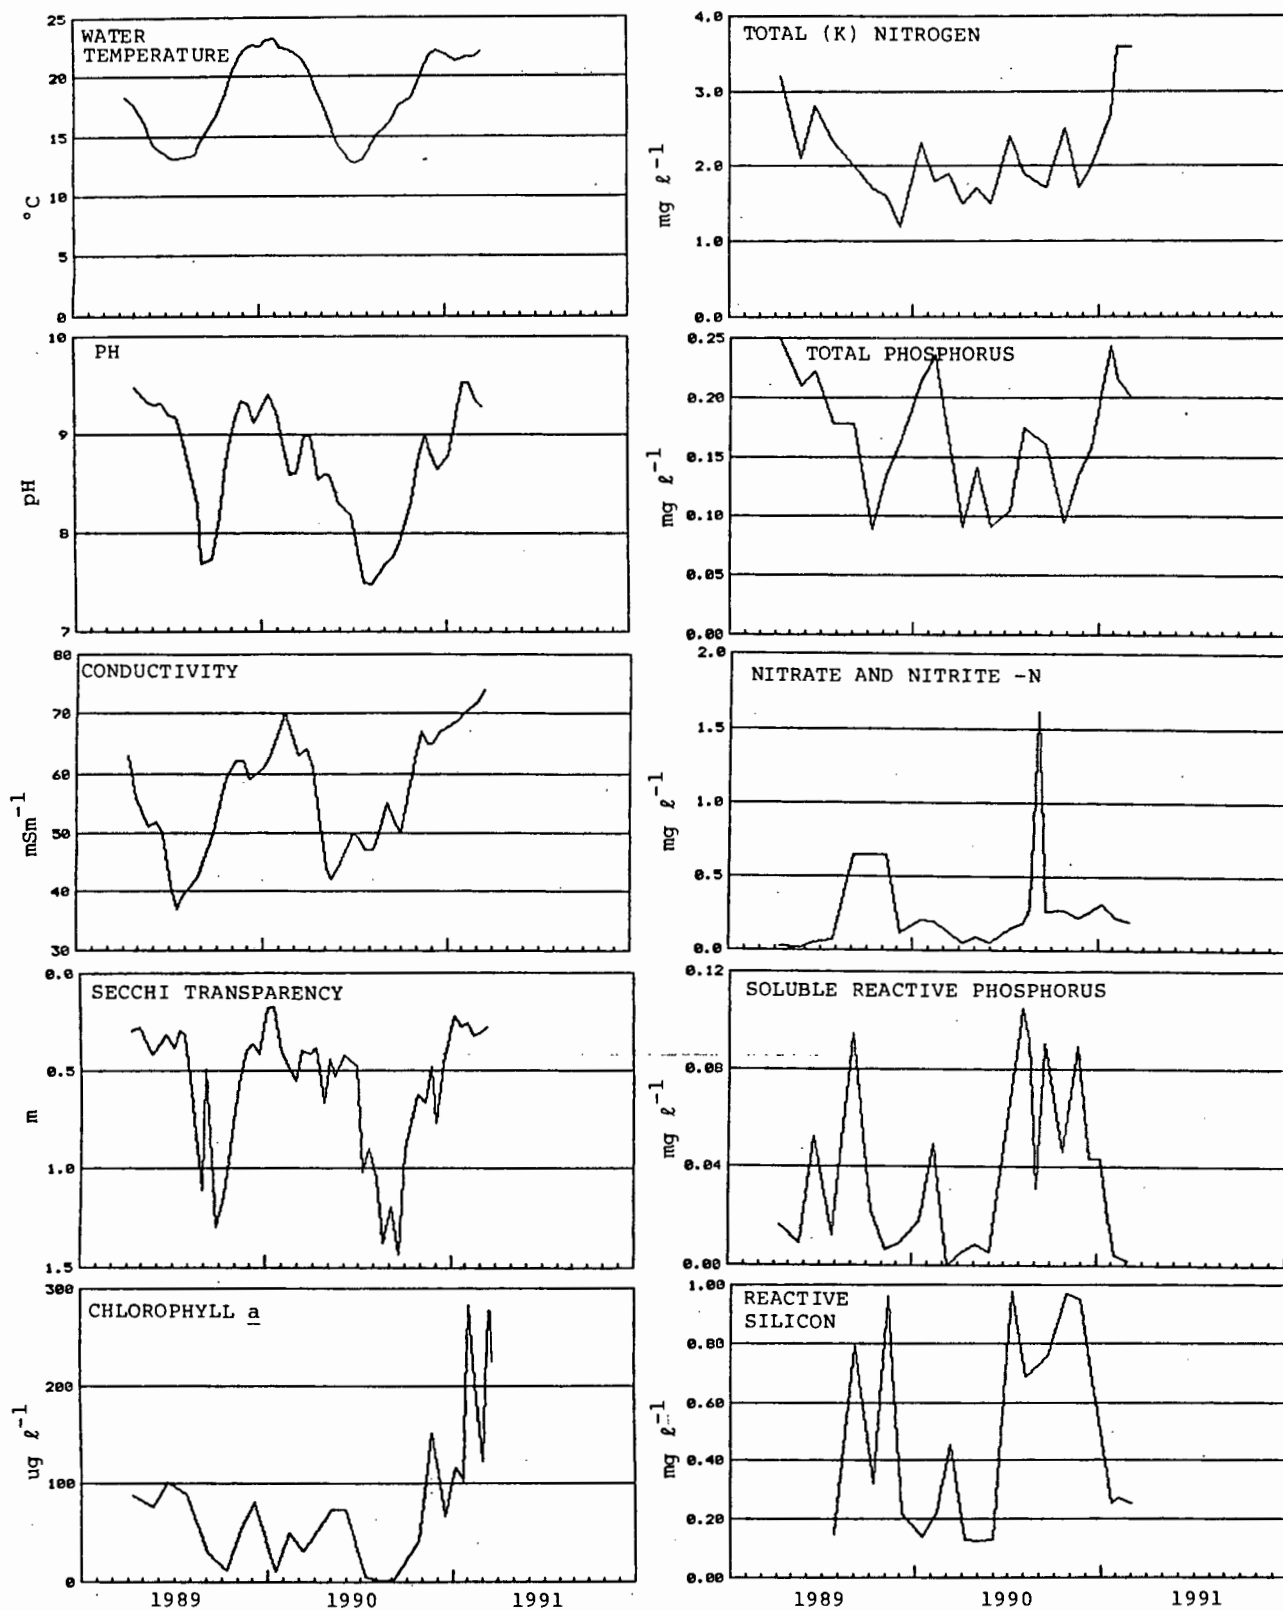 WATER
TEMPERATURE
25
20
15
10
5
0
°C
PH
10
9
8
7
pH
CONDUCTIVITY
80
70
60
50
40
30
mSm⁻¹
SECCHI TRANSPARENCY
0.0
0.5
1.0
1.5
m
CHLOROPHYLL a
300
200
100
0
ug ℓ⁻¹
1989 1990 1991
TOTAL (K) NITROGEN
4.0
3.0
2.0
1.0
0.0
mg ℓ⁻¹
TOTAL PHOSPHORUS
0.25
0.20
0.15
0.10
0.05
0.00
mg ℓ⁻¹
NITRATE AND NITRITE -N
2.0
1.5
1.0
0.5
0.0
mg ℓ⁻¹
SOLUBLE REACTIVE PHOSPHORUS
0.12
0.08
0.04
0.00
mg ℓ⁻¹
REACTIVE
SILICON
1.00
0.80
0.60
0.40
0.20
0.00
mg ℓ⁻¹
1989 1990 1991